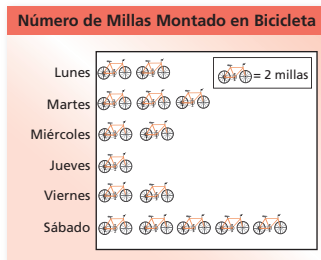 Número de Millas Montado en Bicicleta
= 2 millas
Lunes
Martes
Miércoles
Jueves
Viernes
Sábado